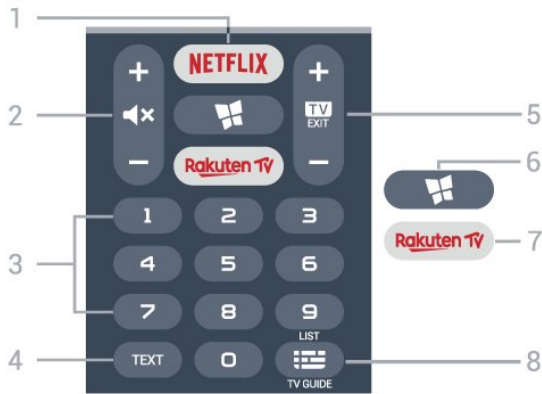 1
+ NETFLIX +
2
TV
EXIT
5
6
- Rakuten TV -
1 2 3
Rakuten TV 7
3
4 5 6
7 8 9
LIST
4 TEXT 0 8
TV GUIDE